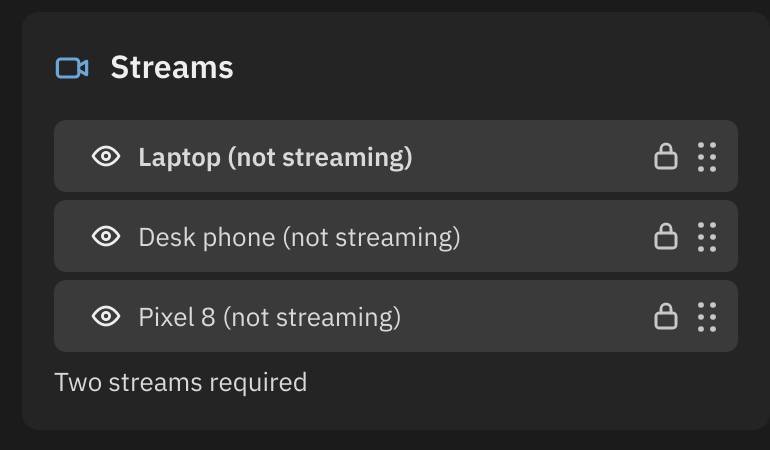 Streams
Laptop (not streaming)
Desk phone (not streaming)
Pixel 8 (not streaming)
Two streams required